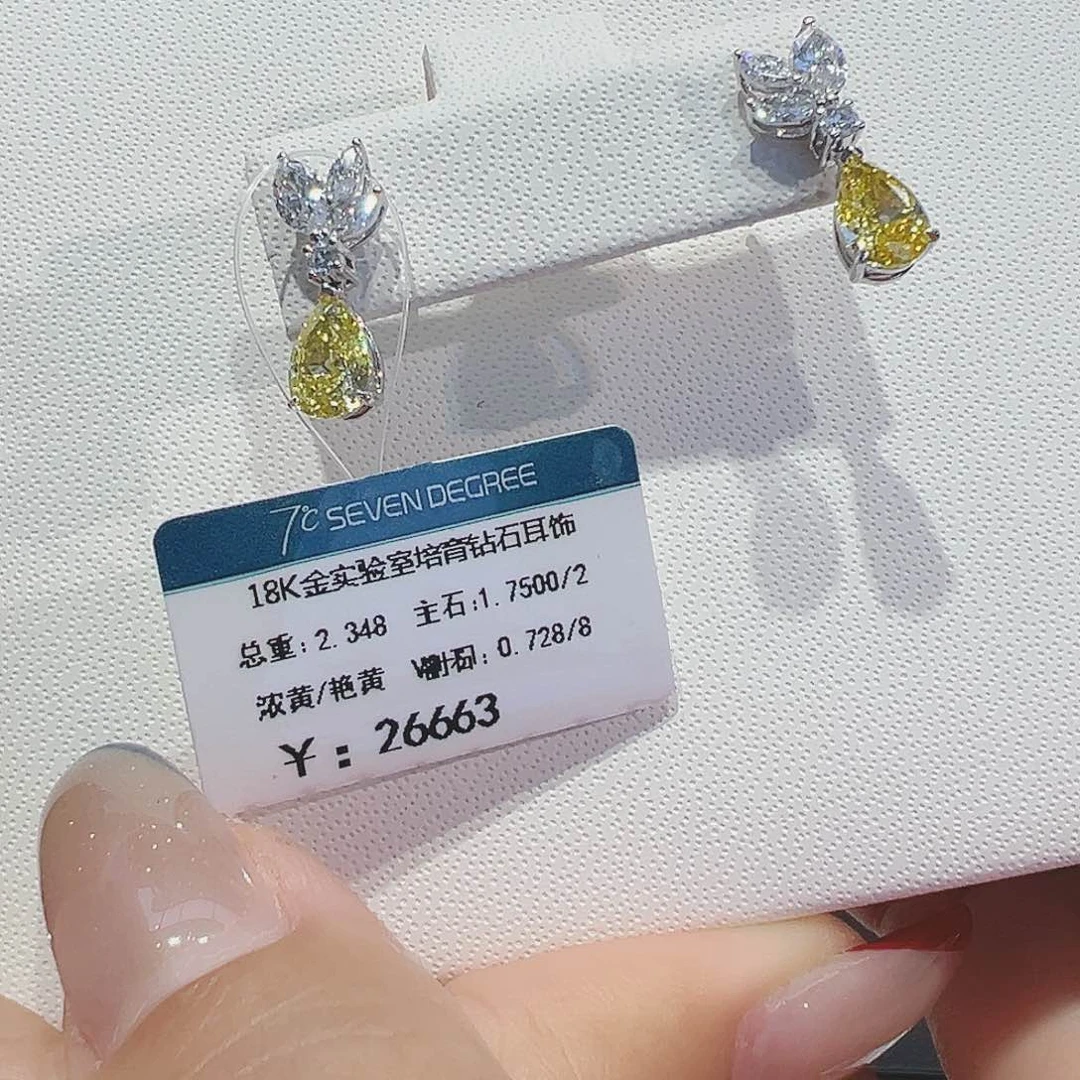 7℃ SEVEN DEGREE
18K金实验室培育钻石耳饰
总重:2.348 主石:1.7500/2
浓黄/艳黄 石:0.728/8
¥:26663